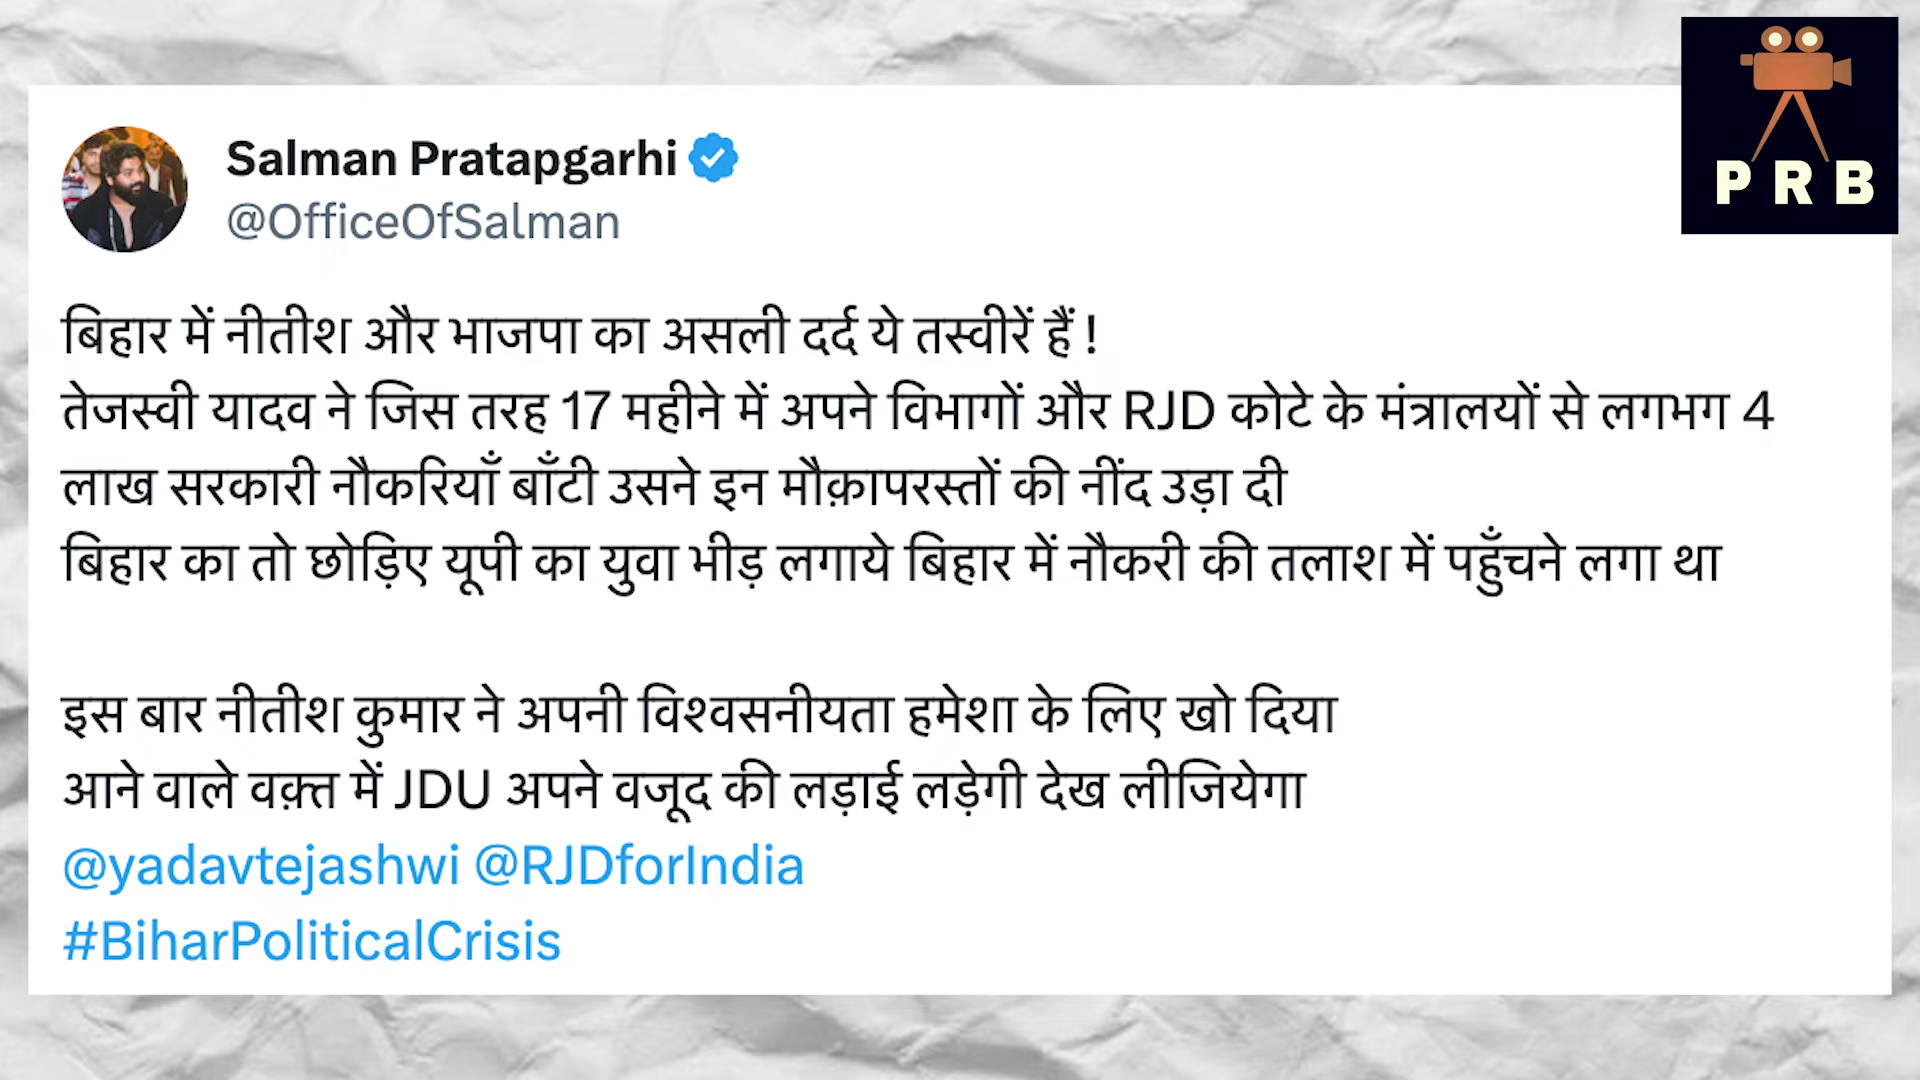 Salman Pratapgarhi
@OfficeOfSalman
P R B
बिहार में नीतीश और भाजपा का असली दर्द ये तस्वीरें हैं !
तेजस्वी यादव ने जिस तरह 17 महीने में अपने विभागों और RJD कोटे के मंत्रालयों से लगभग 4
लाख सरकारी नौकरियाँ बाँटी उसने इन मौक़ापरस्तों की नींद उड़ा दी
बिहार का तो छोड़िए यूपी का युवा भीड़ लगाये बिहार में नौकरी की तलाश में पहुँचने लगा था
इस बार नीतीश कुमार ने अपनी विश्वसनीयता हमेशा के लिए खो दिया
आने वाले वक़्त में JDU अपने वजूद की लड़ाई लड़ेगी देख लीजियेगा
@yadavtejashwi @RJDforIndia
#BiharPoliticalCrisis